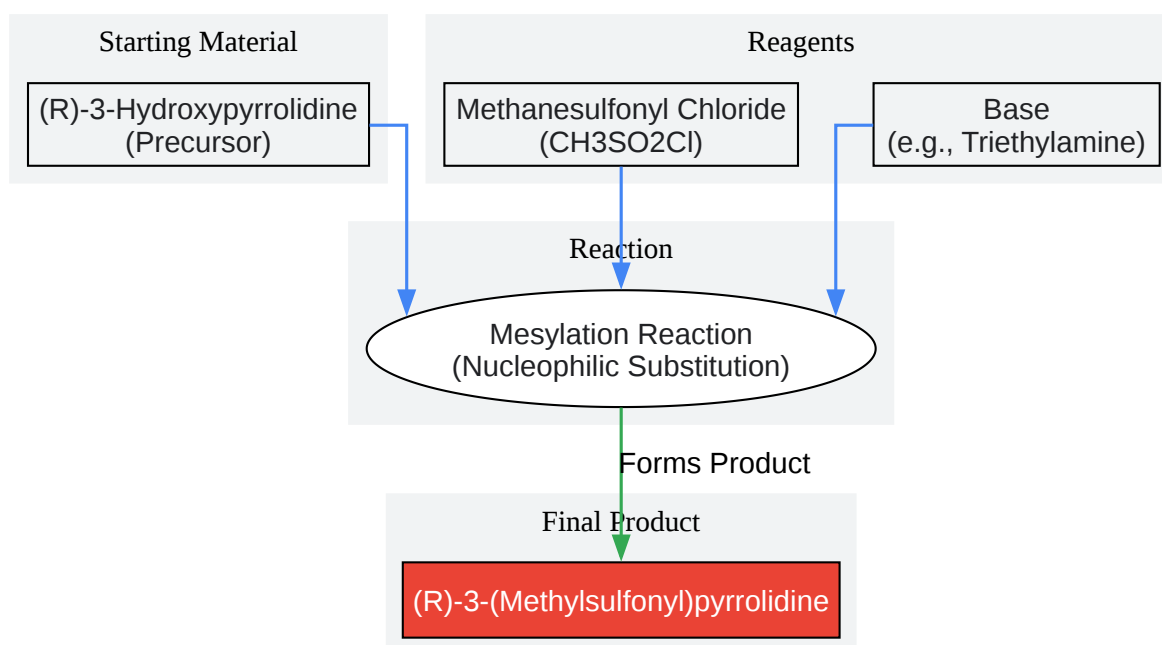 Starting Material
Reagents
(R)-3-Hydroxypyrrolidine
(Precursor)
Methanesulfonyl Chloride
(CH3SO2Cl)
Base
(e.g., Triethylamine)
Reaction
Mesylation Reaction
(Nucleophilic Substitution)
Forms Product
Final Product
(R)-3-(Methylsulfonyl)pyrrolidine